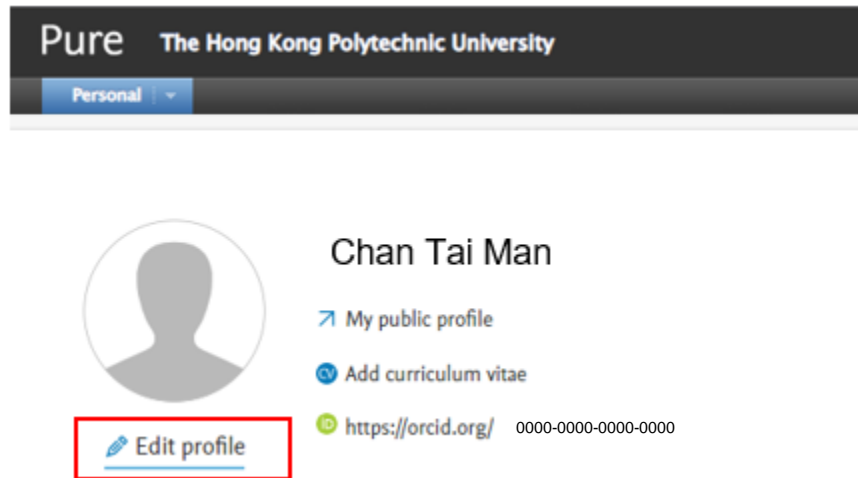 Pure The Hong Kong Polytechnic University
Personal
Chan Tai Man
My public profile
CV Add curriculum vitae
iD https://orcid.org/ 0000-0000-0000-0000
Edit profile